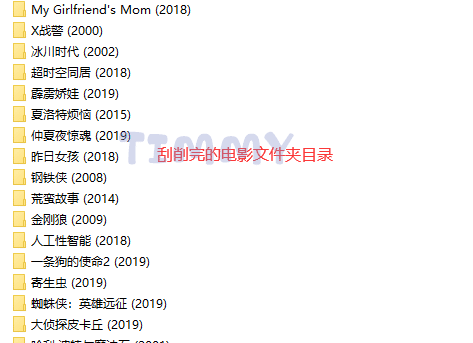 My Girlfriend's Mom (2018)
X战警 (2000)
冰川时代 (2002)
超时空同居 (2018)
霹雳娇娃 (2019)
夏洛特烦恼 (2015)
仲夏夜惊魂 (2019)
TIMMY
昨日女孩 (2018)
刮削完的电影文件夹目录
钢铁侠 (2008)
荒蛮故事 (2014)
金刚狼 (2009)
人工性智能 (2018)
一条狗的使命2 (2019)
寄生虫 (2019)
蜘蛛侠：英雄远征 (2019)
大侦探皮卡丘 (2019)